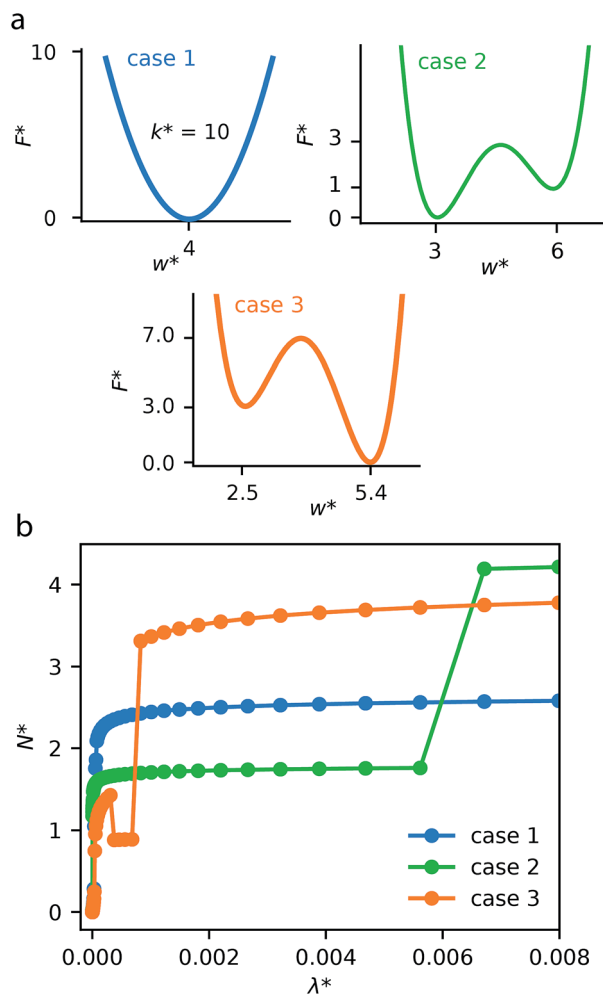 a
case 1
10
k* = 10
F*
0
4
w*
case 2
F*
3
1
0
3
6
w*
case 3
F*
7.0
3.0
0.0
2.5
5.4
w*
b
N*
4
3
2
1
0
case 1
case 2
case 3
0.000
0.002
0.004
0.006
0.008
λ*